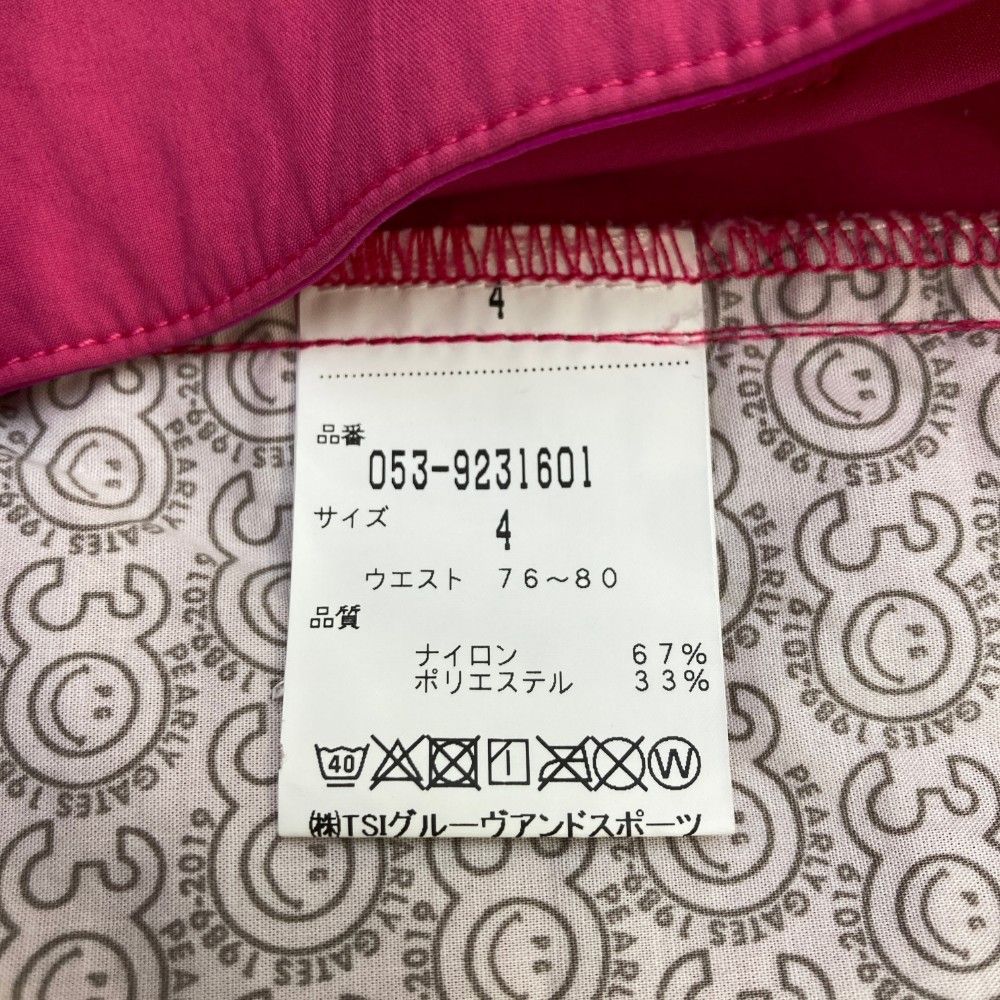 4
品番
053-9231601
サイズ
4
ウエスト 76~80
品質
ナイロン 67%
ポリエステル 33%
40
W
㈱TSIグルーヴアンドスポーツ
PEARLY GATES 1989-2019
30